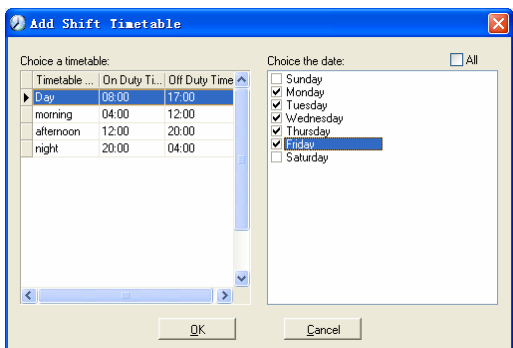 Add Shift Timetable
Choice a timetable:
Timetable ... On Duty Ti... Off Duty Time
Day 08:00 17:00
morning 04:00 12:00
afternoon 12:00 20:00
night 20:00 04:00
Choice the date:
All
Sunday
Monday
Tuesday
Wednesday
Thursday
Friday
Saturday
OK
Cancel